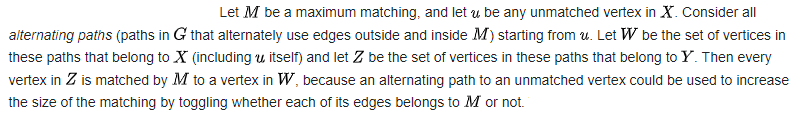 Let M be a maximum matching, and let u be any unmatched vertex in X. Consider all
alternating paths (paths in G that alternately use edges outside and inside M) starting from u. Let W be the set of vertices in
these paths that belong to X (including u itself) and let Z be the set of vertices in these paths that belong to Y. Then every
vertex in Z is matched by M to a vertex in W, because an alternating path to an unmatched vertex could be used to increase
the size of the matching by toggling whether each of its edges belongs to M or not.